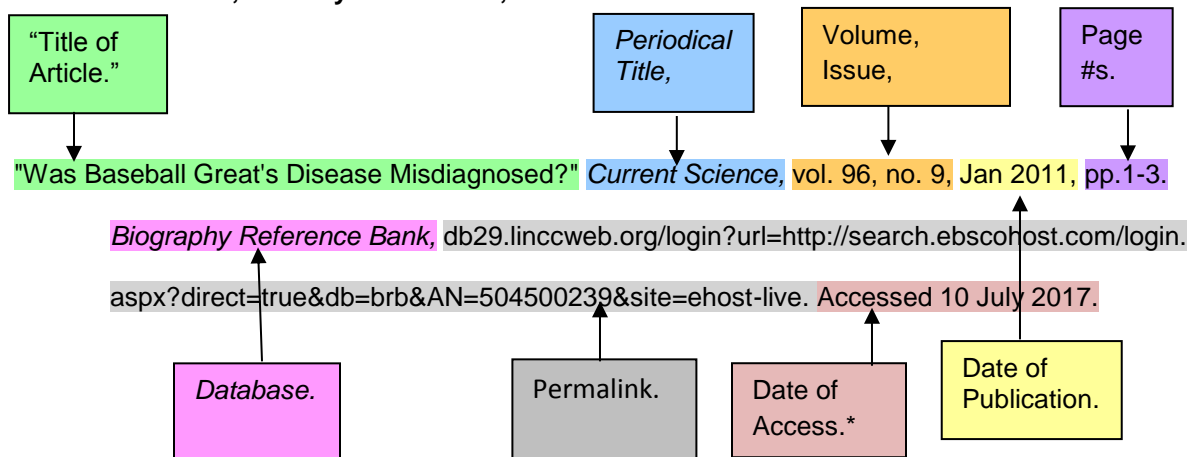 “Title of
Article.”
Periodical
Title,
Volume,
Issue,
Page
#s.
"Was Baseball Great's Disease Misdiagnosed?" Current Science, vol. 96, no. 9, Jan 2011, pp.1-3.
Biography Reference Bank, db29.linccweb.org/login?url=http://search.ebscohost.com/login.
aspx?direct=true&db=brb&AN=504500239&site=ehost-live. Accessed 10 July 2017.
Database.
Permalink.
Date of
Access.*
Date of
Publication.